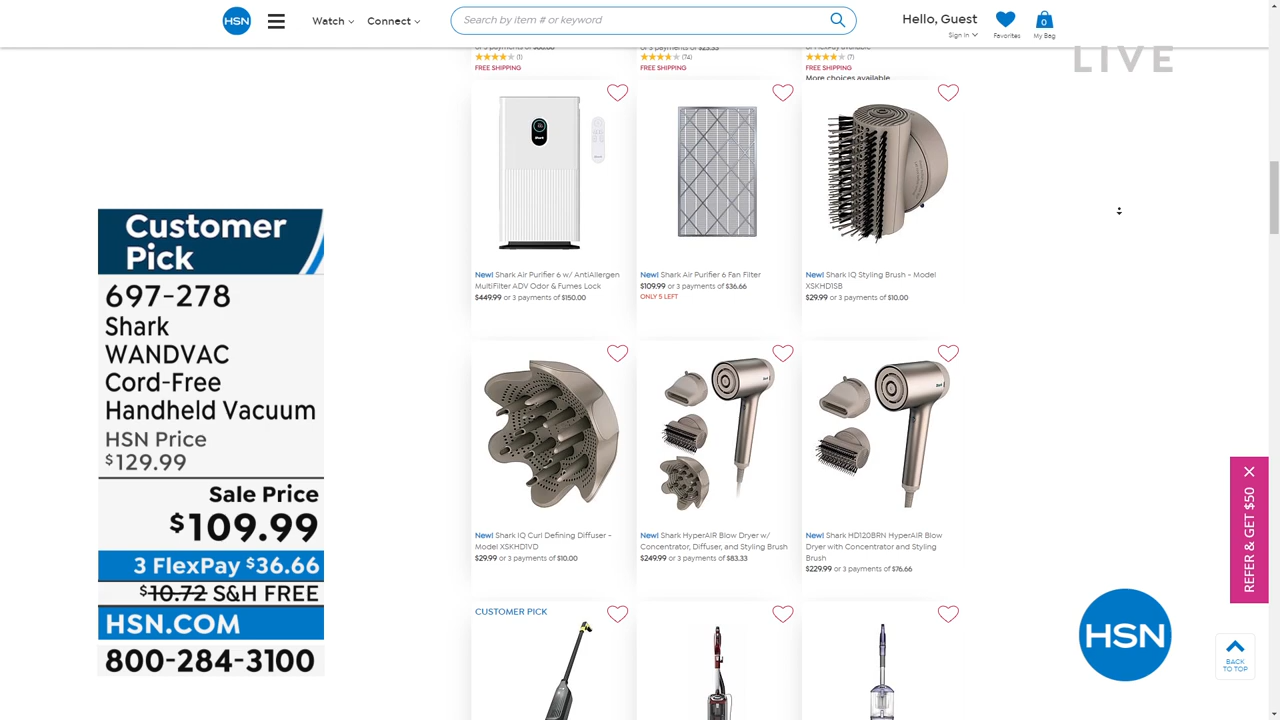 HSN
Watch
Connect
Search by item # or keyword
Hello, Guest
Sign In
Favorites
0
My Bag
LIVE
(1)
FREE SHIPPING
(74)
FREE SHIPPING
(7)
FREE SHIPPING
More choices available
New! Shark Air Purifier 6 w/ AntiAllergen
MultiFilter ADV Odor & Fumes Lock
$449.99 or 3 payments of $150.00
New! Shark Air Purifier 6 Fan Filter
$109.99 or 3 payments of $36.66
ONLY 5 LEFT
New! Shark IQ Styling Brush - Model
XSKHD1SB
$29.99 or 3 payments of $10.00
New! Shark IQ Curl Defining Diffuser -
Model XSKHD1VD
$29.99 or 3 payments of $10.00
New! Shark HyperAIR Blow Dryer w/
Concentrator, Diffuser, and Styling Brush
$249.99 or 3 payments of $83.33
New! Shark HD120BRN HyperAIR Blow
Dryer with Concentrator and Styling
Brush
$229.99 or 3 payments of $76.66
CUSTOMER PICK
Customer
Pick
697-278
Shark
WANDVAC
Cord-Free
Handheld Vacuum
HSN Price
$129.99
Sale Price
$109.99
3 FlexPay $36.66
$10.72 S&H FREE
HSN.COM
800-284-3100
REFER & GET $50
HSN
BACK
TO TOP